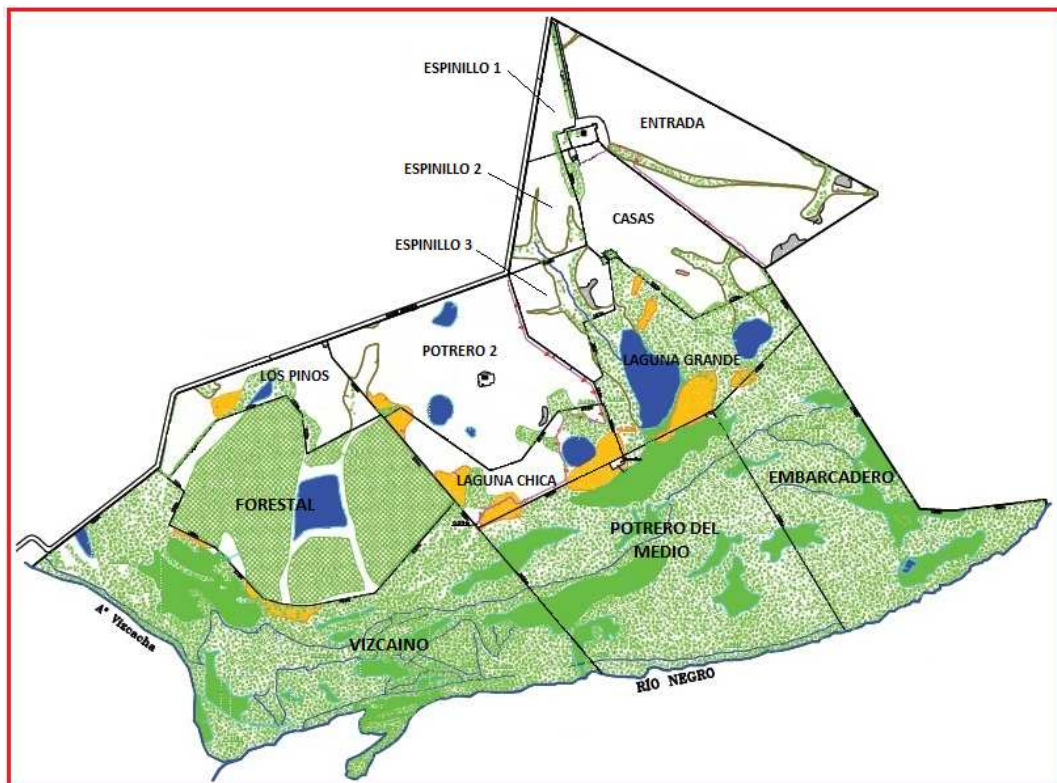 ESPINILLO 1
ENTRADA
ESPINILLO 2
CASAS
ESPINILLO 3
POTRERO 2
LAGUNA GRANDE
LOS PINOS
LAGUNA CHICA
EMBARCADERO
FORESTAL
POTRERO DEL
MEDIO
Aº Vizcacha
VIZCAINO
RÍO NEGRO